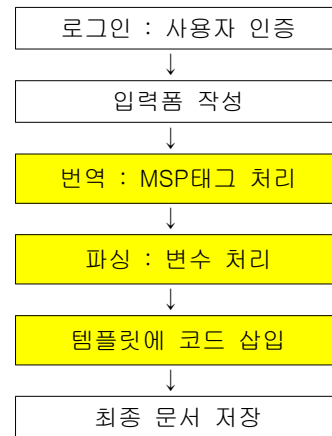 로그인 : 사용자 인증
↓
입력폼 작성
↓
번역 : MSP태그 처리
↓
파싱 : 변수 처리
↓
템플릿에 코드 삽입
↓
최종 문서 저장